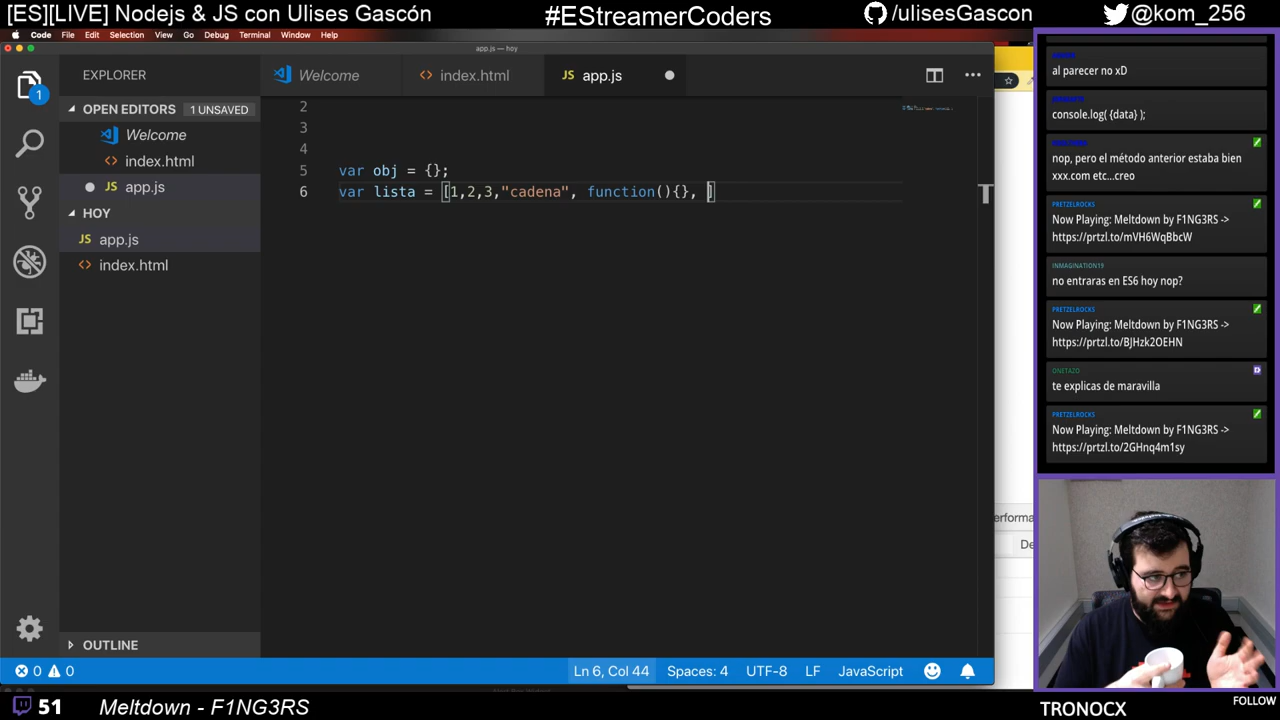 [ES][LIVE] Nodejs & JS con Ulises Gascón
#EStreamerCoders
/ulisesGascon
@kom_256
Code File Edit Selection View Go Debug Terminal Window Help
app.js — hoy
EXPLORER
Welcome
index.html
JS app.js
OPEN EDITORS 1 UNSAVED
Welcome
index.html
app.js
HOY
JS app.js
index.html
OUTLINE
1
2
3
4
5 var obj = {};
6 var lista = [1,2,3,"cadena", function(){}, ]
0 0
Ln 6, Col 44
Spaces: 4
UTF-8
LF
JavaScript
performa
De
al parecer no xD
console.log( {data} );
nop, pero el método anterior estaba bien
xxx.com etc...creo
PRETZELROCKS
Now Playing: Meltdown by F1NG3RS ->
https://prtzl.to/mVH6WqBbcW
INMAGINATION19
no entraras en ES6 hoy nop?
PRETZELROCKS
Now Playing: Meltdown by F1NG3RS ->
https://prtzl.to/BJHzk2OEHN
ONETAZO
te explicas de maravilla
PRETZELROCKS
Now Playing: Meltdown by F1NG3RS ->
https://prtzl.to/2GHnq4m1sy
51
Meltdown - F1NG3RS
TRONOCX
FOLLOW